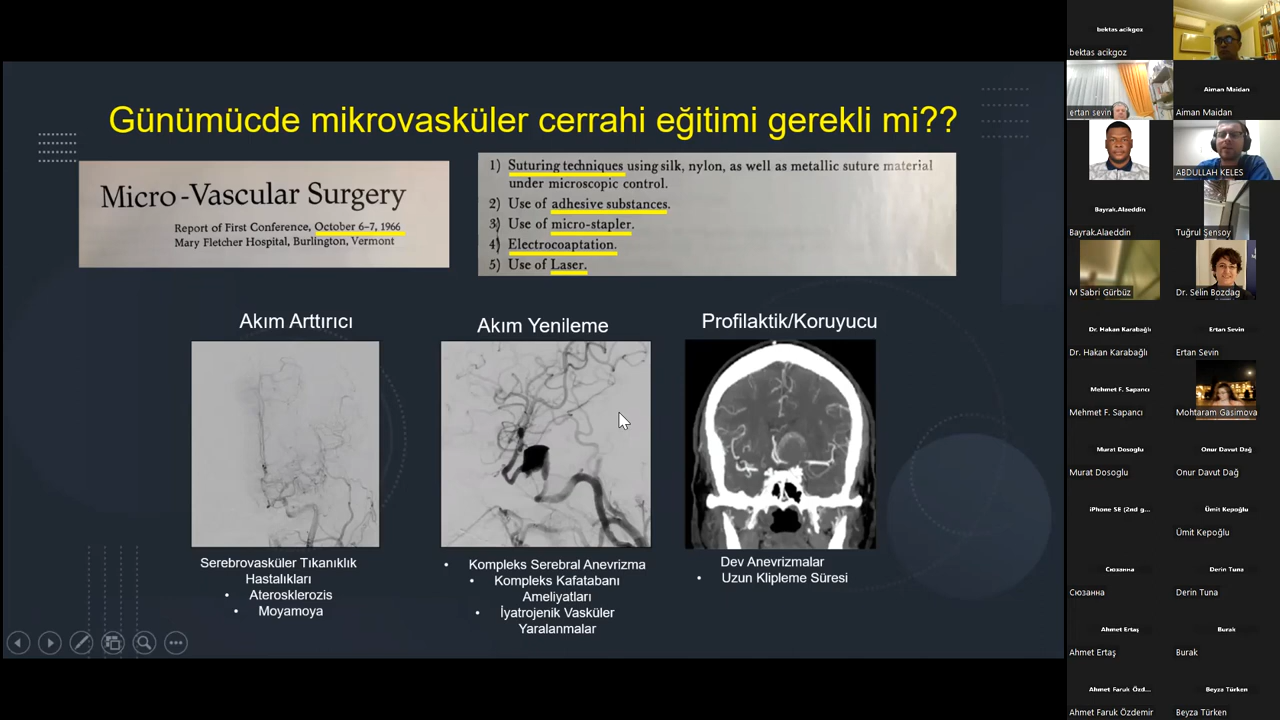 Günümücde mikrovasküler cerrahi eğitimi gerekli mi??
Micro-Vascular Surgery
Report of First Conference, October 6–7, 1966
Mary Fletcher Hospital, Burlington, Vermont
1) Suturing techniques using silk, nylon, as well as metallic suture material
under microscopic control.
2) Use of adhesive substances.
3) Use of micro-stapler.
4) Electrocoaptation.
5) Use of Laser.
Akım Arttırıcı
Akım Yenileme
Profilaktik/Koruyucu
Serebrovasküler Tıkanıklık
Hastalıkları
• Aterosklerozis
• Moyamoya
• Kompleks Serebral Anevrizma
• Kompleks Kafatabanı
Ameliyatları
• İyatrojenik Vasküler
Yaralanmalar
Dev Anevrizmalar
• Uzun Klipleme Süresi
bektas acikgoz
bektas acikgoz
ertan sevin
Aiman Maidan
Aiman Maidan
ABDULLAH KELES
Bayrak.Alaeddin
Bayrak.Alaeddin
Tuğrul Şensoy
M Sabri Gürbüz
Dr. Selin Bozdag
Dr. Hakan Karabağlı
Dr. Hakan Karabağlı
Ertan Sevin
Ertan Sevin
Mehmet F. Sapancı
Mehmet F. Sapancı
Mohtaram Gasimova
Murat Dosoglu
Murat Dosoglu
Onur Davut Dağ
Onur Davut Dağ
iPhone SE (2nd g...
Ümit Kepoğlu
Ümit Kepoğlu
Сюзанна
Сюзанна
Derin Tuna
Derin Tuna
Ahmet Ertaş
Ahmet Ertaş
Burak
Burak
Ahmet Faruk Özd...
Ahmet Faruk Özdemir
Beyza Türken
Beyza Türken